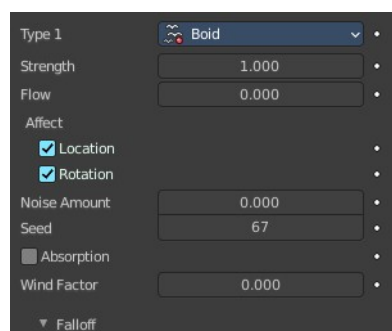 Type 1 Boid
Strength 1.000
Flow 0.000
Affect
Location
Rotation
Noise Amount 0.000
Seed 67
Absorption
Wind Factor 0.000
Falloff